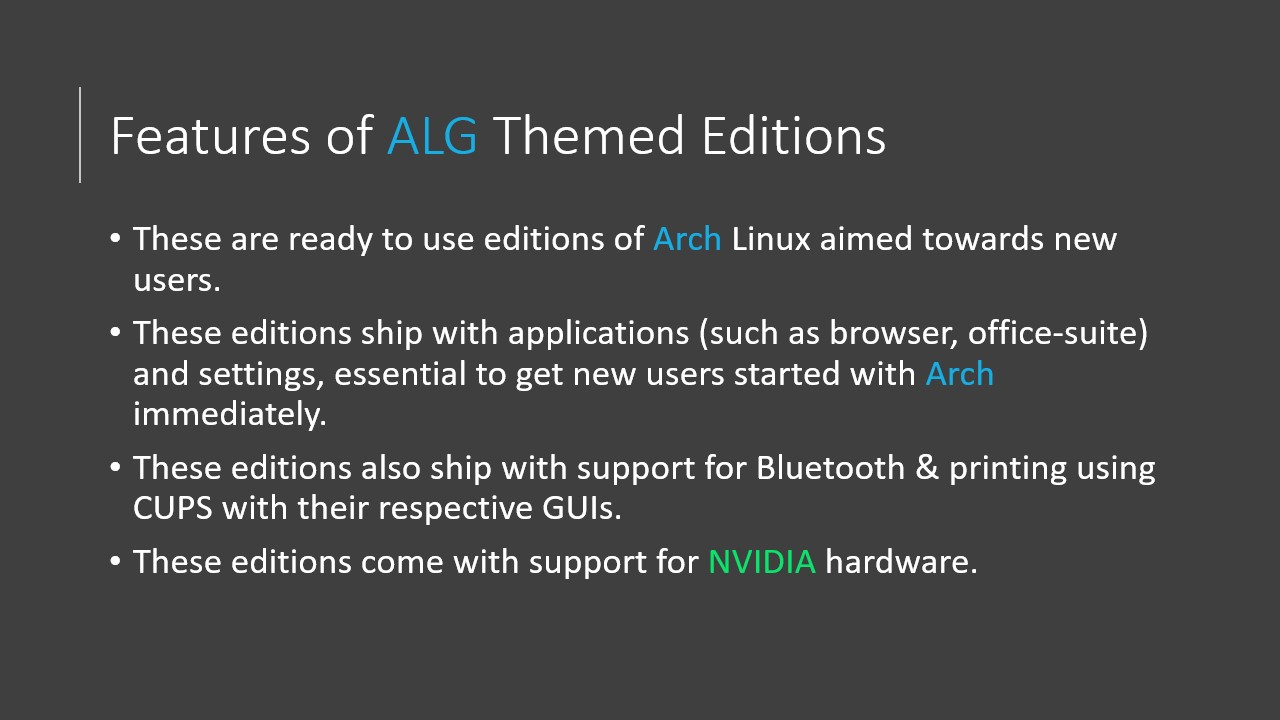 Features of ALG Themed Editions
• These are ready to use editions of Arch Linux aimed towards new
users.
• These editions ship with applications (such as browser, office-suite)
and settings, essential to get new users started with Arch
immediately.
• These editions also ship with support for Bluetooth & printing using
CUPS with their respective GUIs.
• These editions come with support for NVIDIA hardware.